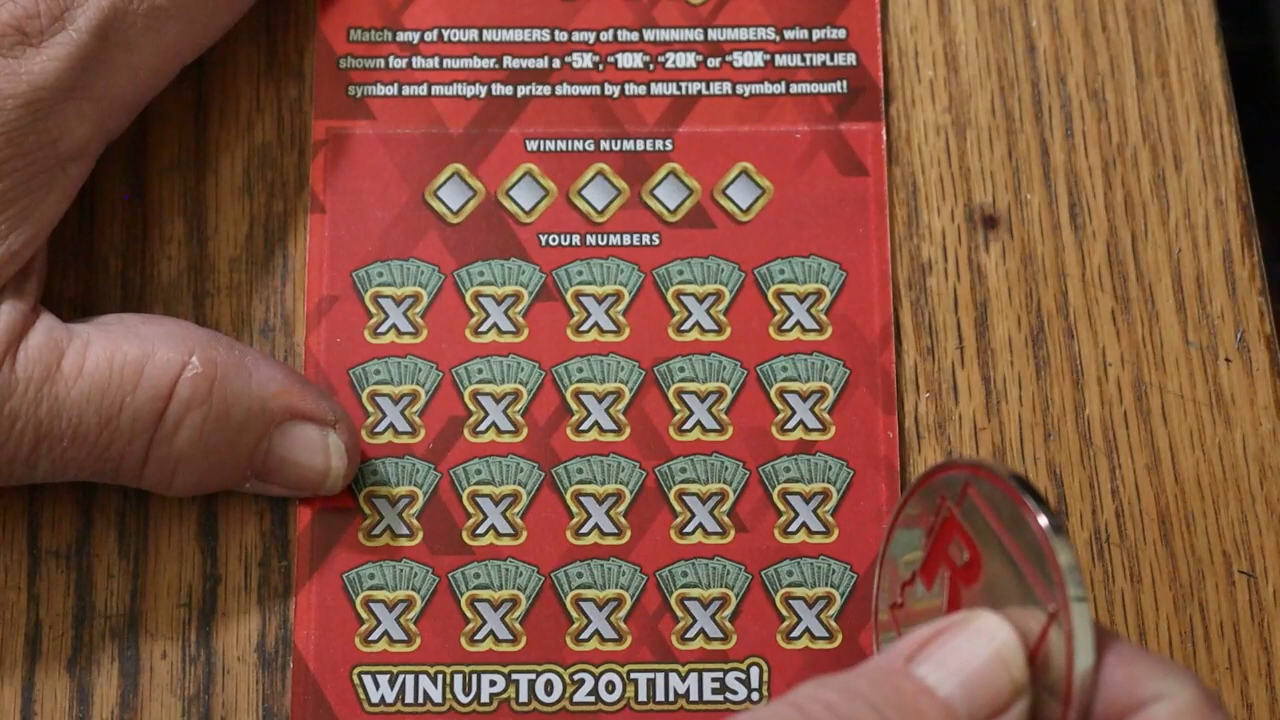 Match any of YOUR NUMBERS to any of the WINNING NUMBERS, win prize
shown for that number. Reveal a "5X", "10X", "20X" or "50X" MULTIPLIER
symbol and multiply the prize shown by the MULTIPLIER symbol amount!
WINNING NUMBERS
YOUR NUMBERS
X X X X X
X X X X X
X X X X X
X X X X X
WIN UP TO 20 TIMES!
R